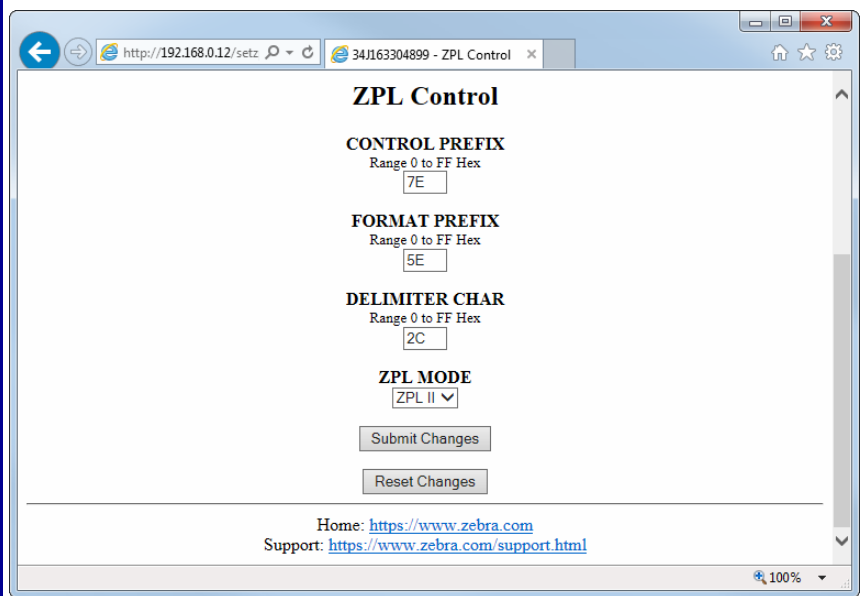 http://192.168.0.12/setz
34J163304899 - ZPL Control
ZPL Control
CONTROL PREFIX
Range 0 to FF Hex
7E
FORMAT PREFIX
Range 0 to FF Hex
5E
DELIMITER CHAR
Range 0 to FF Hex
2C
ZPL MODE
ZPL II
Submit Changes
Reset Changes
Home: https://www.zebra.com
Support: https://www.zebra.com/support.html
100%